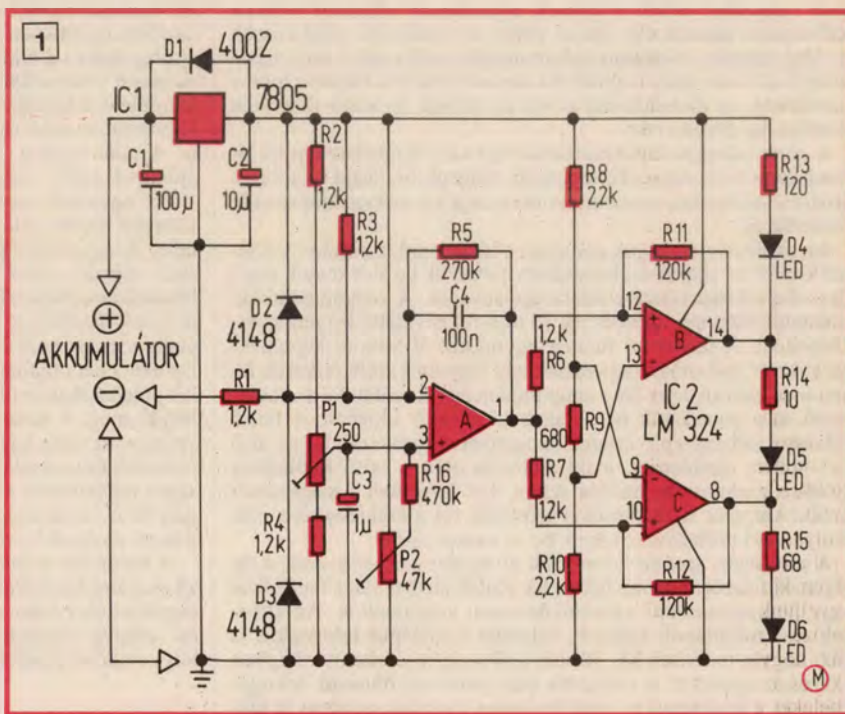 1
D1
4002
IC1
7805
C1
100µ
C2
10µ
R2
1,2k
R3
1,2k
R8
2,2k
R13
120
R5
270k
C4
100n
R11
120k
D4
LED
D2
4148
AKKUMULÁTOR
R1
1,2k
P1
250
2
3
A
1
1,2k
R6
R9
680
R7
1,2k
12
13
B
14
IC2
LM 324
R14
10
9
10
C
8
D5
LED
R16
470k
C3
1µ
R4
1,2k
P2
47k
R10
2,2k
R12
120k
R15
68
D3
4148
D6
LED
M